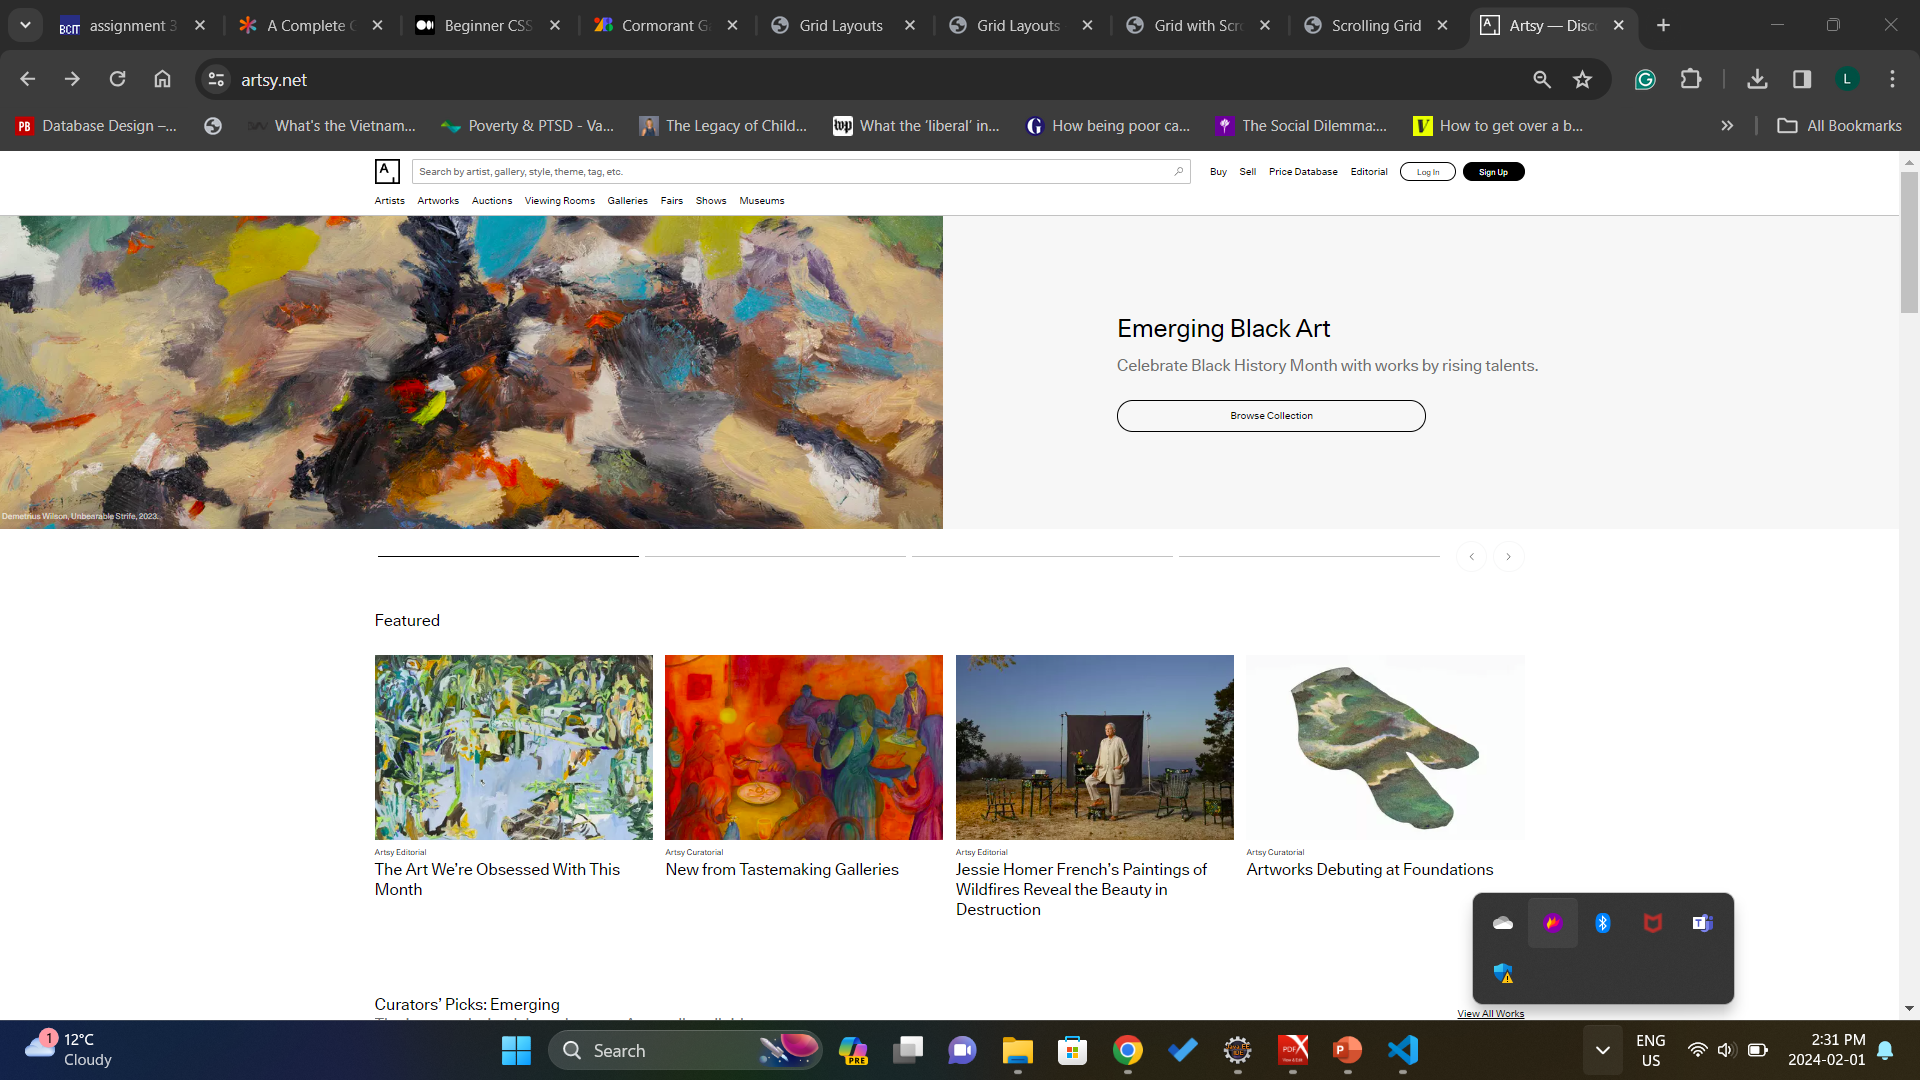 assignment 3
A Complete
Beginner CSS
Cormorant Ga
Grid Layouts
Grid Layouts
Grid with Scr
Scrolling Grid
Artsy — Disc
artsy.net
L
PB
Database Design –...
What's the Vietnam...
Poverty & PTSD - Va...
The Legacy of Child...
wp
What the ‘liberal’ in...
How being poor ca...
The Social Dilemma:...
How to get over a b...
All Bookmarks
Search by artist, gallery, style, theme, tag, etc.
Buy
Sell
Price Database
Editorial
Log In
Sign Up
Artists
Artworks
Auctions
Viewing Rooms
Galleries
Fairs
Shows
Museums
Emerging Black Art
Celebrate Black History Month with works by rising talents.
Browse Collection
Demetrius Wilson, Unbearable Strife, 2023.
Featured
Artsy Editorial
The Art We’re Obsessed With This
Month
Artsy Curatorial
New from Tastemaking Galleries
Artsy Editorial
Jessie Homer French’s Paintings of
Wildfires Reveal the Beauty in
Destruction
Artsy Curatorial
Artworks Debuting at Foundations
Curators’ Picks: Emerging
View All Works
1
12°C
Cloudy
Search
PRE
ENG
US
2:31 PM
2024-02-01